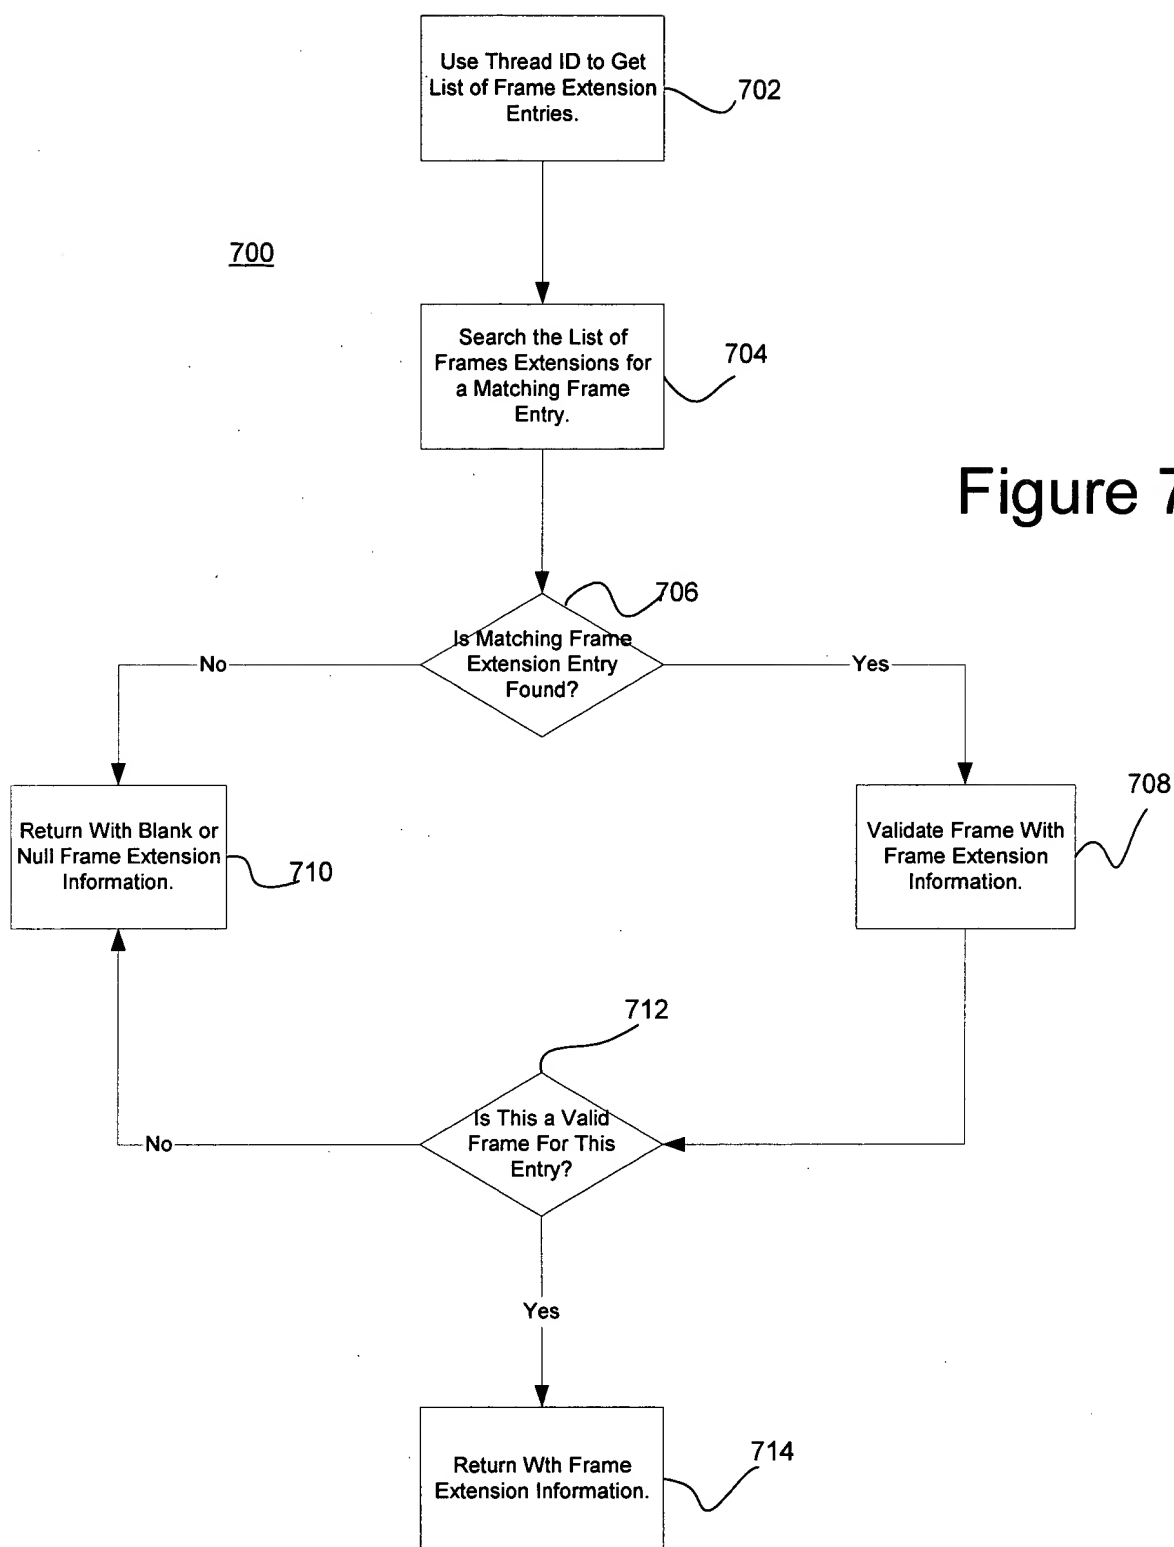 Use Thread ID to Get
List of Frame Extension
Entries.
702
700
Search the List of
Frames Extensions for
a Matching Frame
Entry.
704
Figure 7
706
Is Matching Frame
Extension Entry
Found?
No
Yes
708
Return With Blank or
Null Frame Extension
Information.
710
Validate Frame With
Frame Extension
Information.
712
Is This a Valid
Frame For This
Entry?
No
Yes
Return Wth Frame
Extension Information.
714